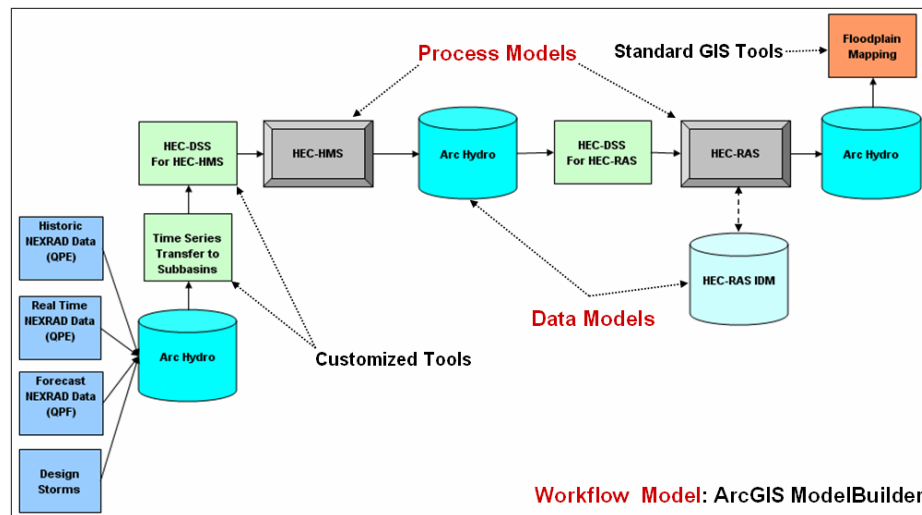 Floodplain
Mapping
Standard GIS Tools
Process Models
HEC-DSS
For HEC-HMS
HEC-HMS
Arc Hydro
HEC-DSS
For HEC-RAS
HEC-RAS
Arc Hydro
Historic
NEXRAD Data
(QPE)
Time Series
Transfer to
Subbasins
HEC-RAS IDM
Real Time
NEXRAD Data
(QPE)
Arc Hydro
Data Models
Customized Tools
Forecast
NEXRAD Data
(QPF)
Design
Storms
Workflow Model: ArcGIS ModelBuilder